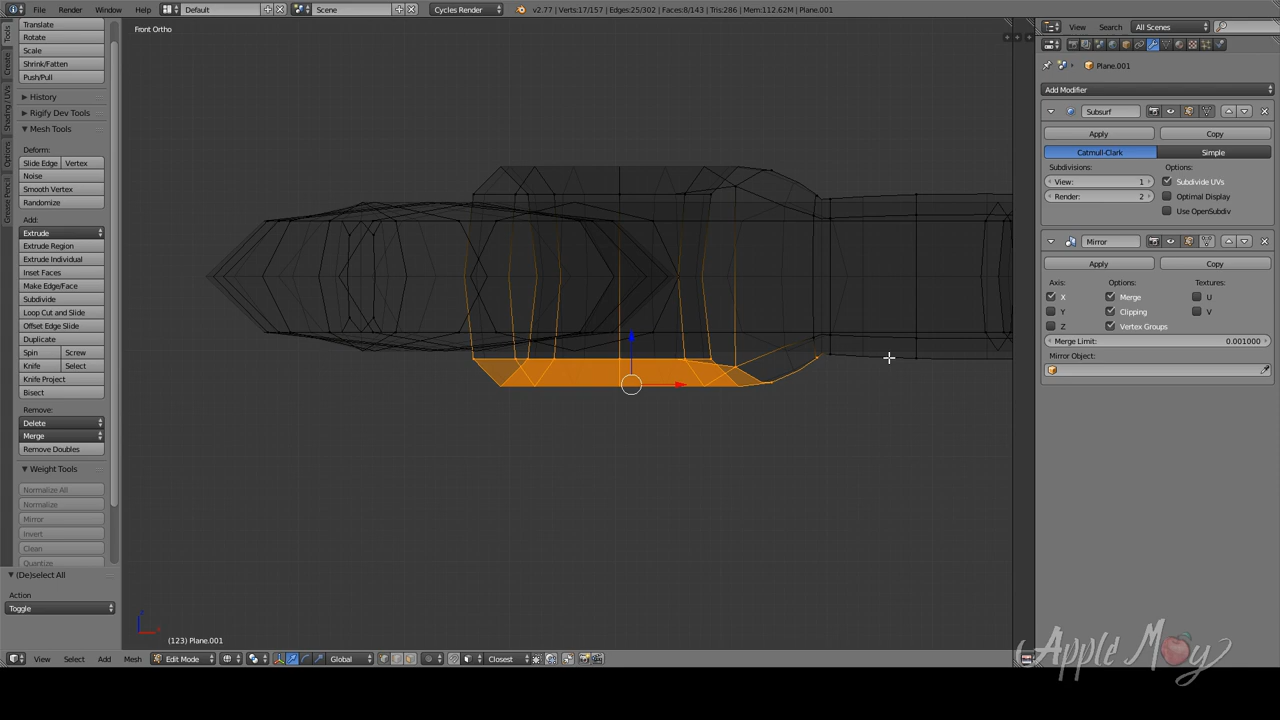 File Render Window Help Default Scene Cycles Render v2.77 | Verts:17/157 | Edges:25/302 | Faces:8/143 | Tris:286 | Mem:112.62M | Plane.001
Front Ortho
View Search All Scenes
Plane.001
Add Modifier
Subsurf
Apply Copy
Catmull-Clark Simple
Subdivisions: Options:
View: 1 Subdivide UVs
Render: 2 Optimal Display
Use OpenSubdiv
Mirror
Apply Copy
Axis: Options: Textures:
X Merge U
Y Clipping V
Z Vertex Groups
Merge Limit: 0.001000
Mirror Object:
Tools
Create
Shading / UVs
Options
Grease Pencil
Translate
Rotate
Scale
Shrink/Fatten
Push/Pull
History
Rigify Dev Tools
Mesh Tools
Deform:
Slide Edge Vertex
Noise
Smooth Vertex
Randomize
Add:
Extrude
Extrude Region
Extrude Individual
Inset Faces
Make Edge/Face
Subdivide
Loop Cut and Slide
Offset Edge Slide
Duplicate
Spin Screw
Knife Select
Knife Project
Bisect
Remove:
Delete
Merge
Remove Doubles
Weight Tools
Normalize All
Normalize
Mirror
Invert
Clean
Quantize
(De)select All
Action
Toggle
(123) Plane.001
View Select Add Mesh Edit Mode Global Closest
Apple Moy